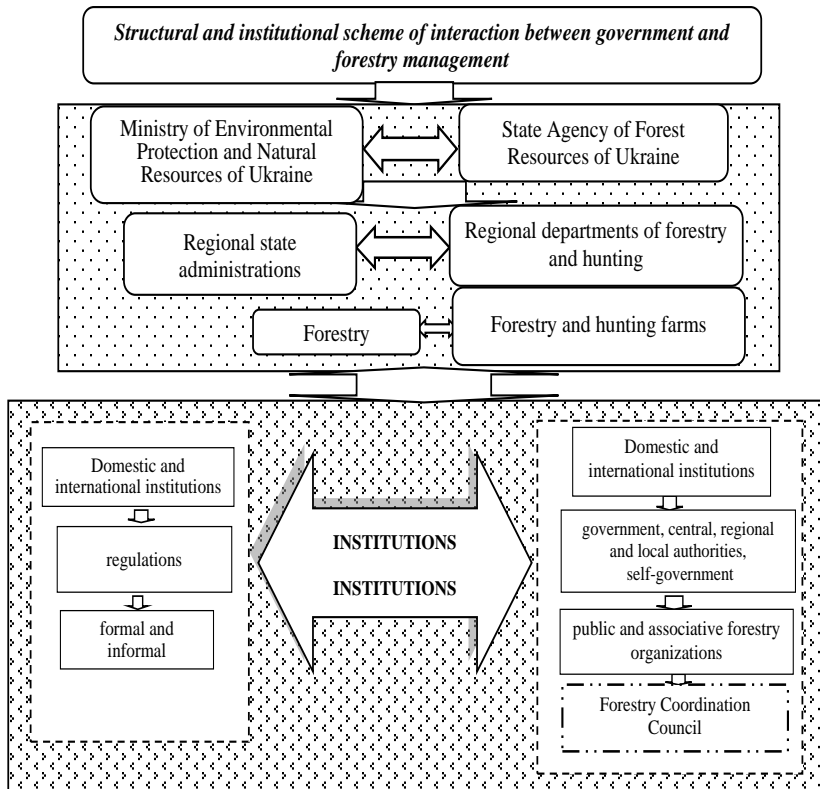 Structural and institutional scheme of interaction between government and
forestry management
Ministry of Environmental
Protection and Natural
Resources of Ukraine
State Agency of Forest
Resources of Ukraine
Regional state
administrations
Regional departments of forestry
and hunting
Forestry
Forestry and hunting farms
Domestic and
international institutions
regulations
formal and
informal
INSTITUTIONS
INSTITUTIONS
Domestic and
international institutions
government, central, regional
and local authorities,
self-government
public and associative forestry
organizations
Forestry Coordination
Council